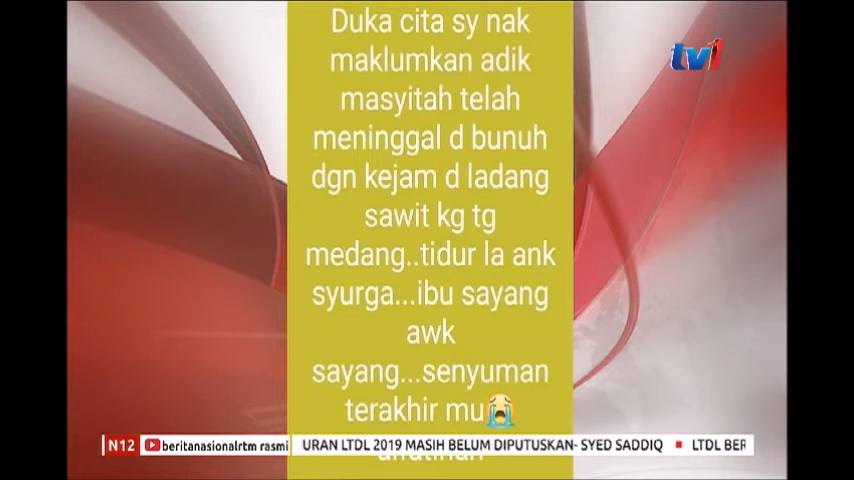 Duka cita sy nak
maklumkan adik
masyitah telah
meninggal d bunuh
dgn kejam d ladang
sawit kg tg
medang..tidur la ank
syurga...ibu sayang
awk
sayang...senyuman
terakhir mu😭
tv1
N12
beritanasionalrtm rasmi
URAN LTDL 2019 MASIH BELUM DIPUTUSKAN- SYED SADDIQ ■ LTDL BER